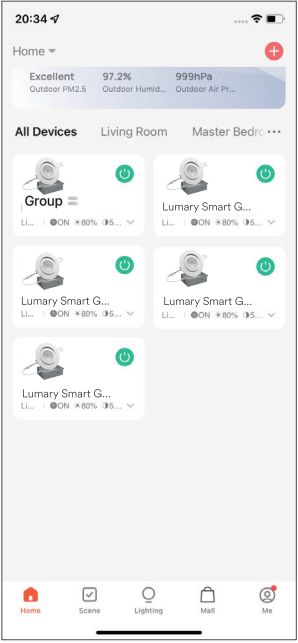 20:34
Home
Excellent 97.2% 999hPa
Outdoor PM2.5 Outdoor Humid... Outdoor Air Pr...
All Devices Living Room Master Bedro ...
Group
Li... ON 80% 5...
Lumary Smart G...
Li... ON 80% 5...
Lumary Smart G...
Li... ON 80% 5...
Lumary Smart G...
Li... ON 80% 5...
Lumary Smart G...
Li... ON 80% 5...
Home Scene Lighting Mall Me